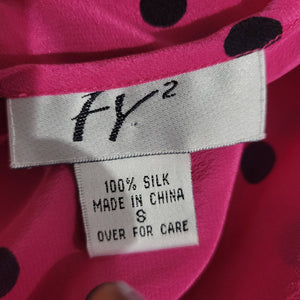 FY²
100% SILK
MADE IN CHINA
S
OVER FOR CARE